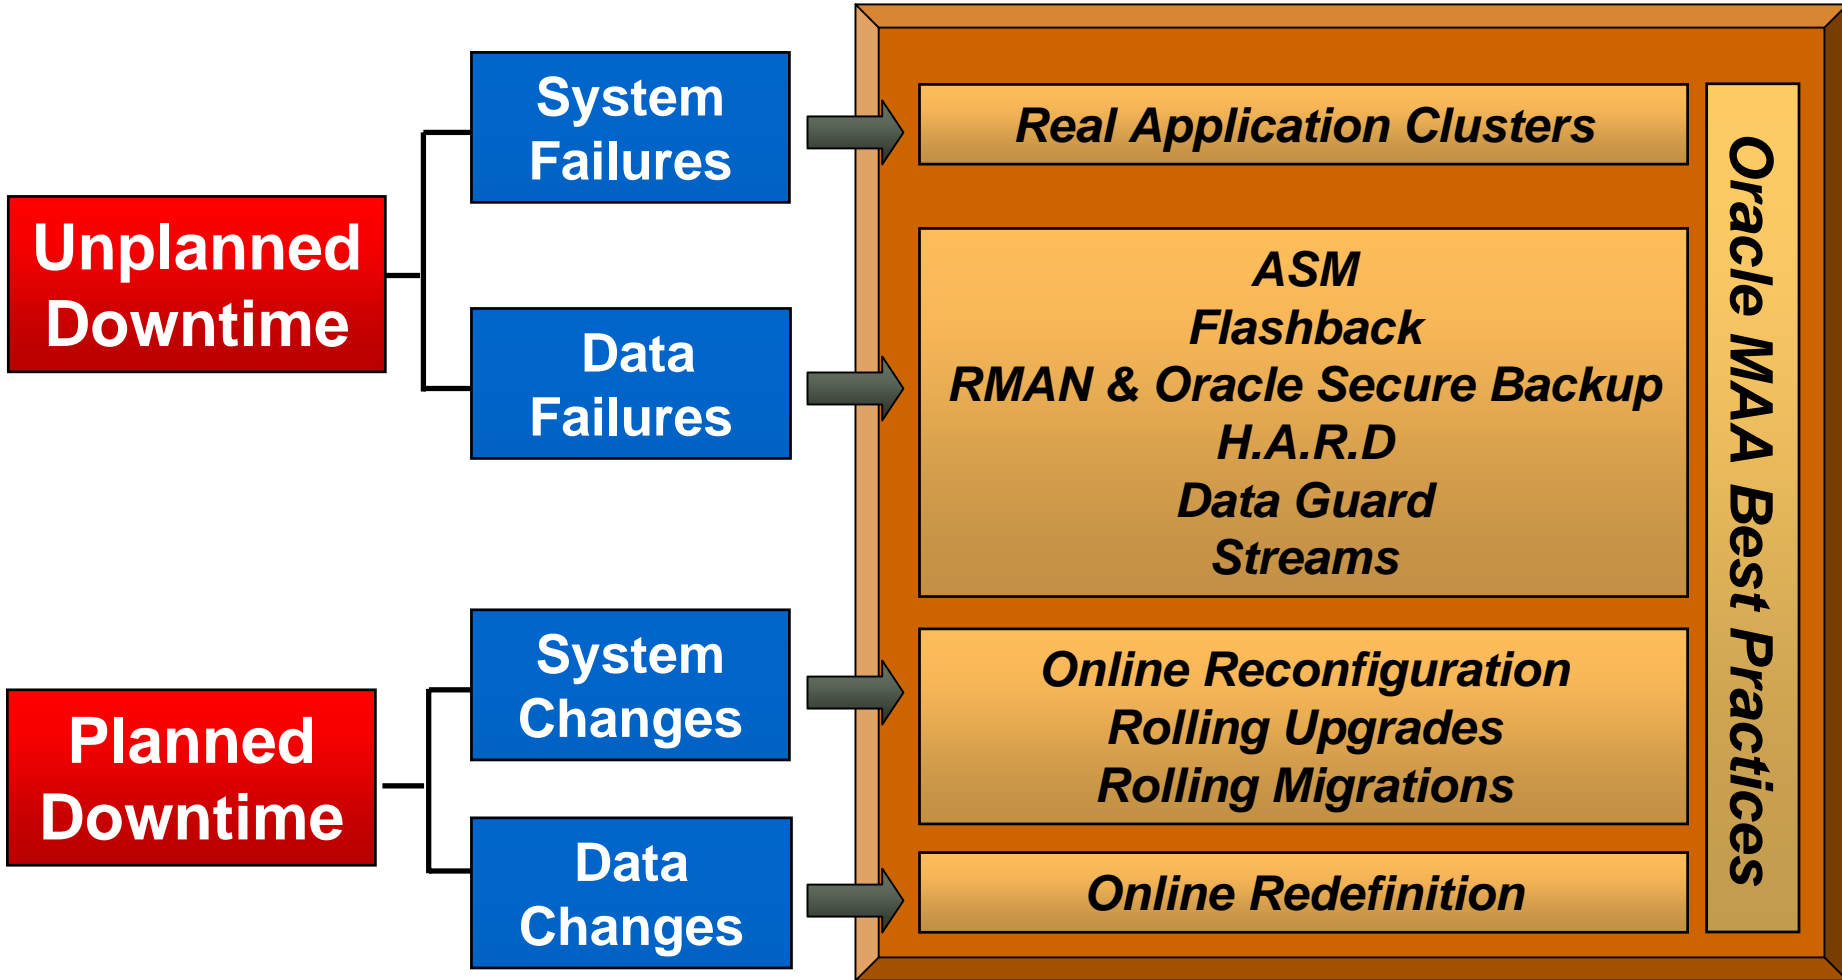 Unplanned
Downtime
System
Failures
Data
Failures
Planned
Downtime
System
Changes
Data
Changes
Real Application Clusters
ASM
Flashback
RMAN & Oracle Secure Backup
H.A.R.D
Data Guard
Streams
Online Reconfiguration
Rolling Upgrades
Rolling Migrations
Online Redefinition
Oracle MAA Best Practices